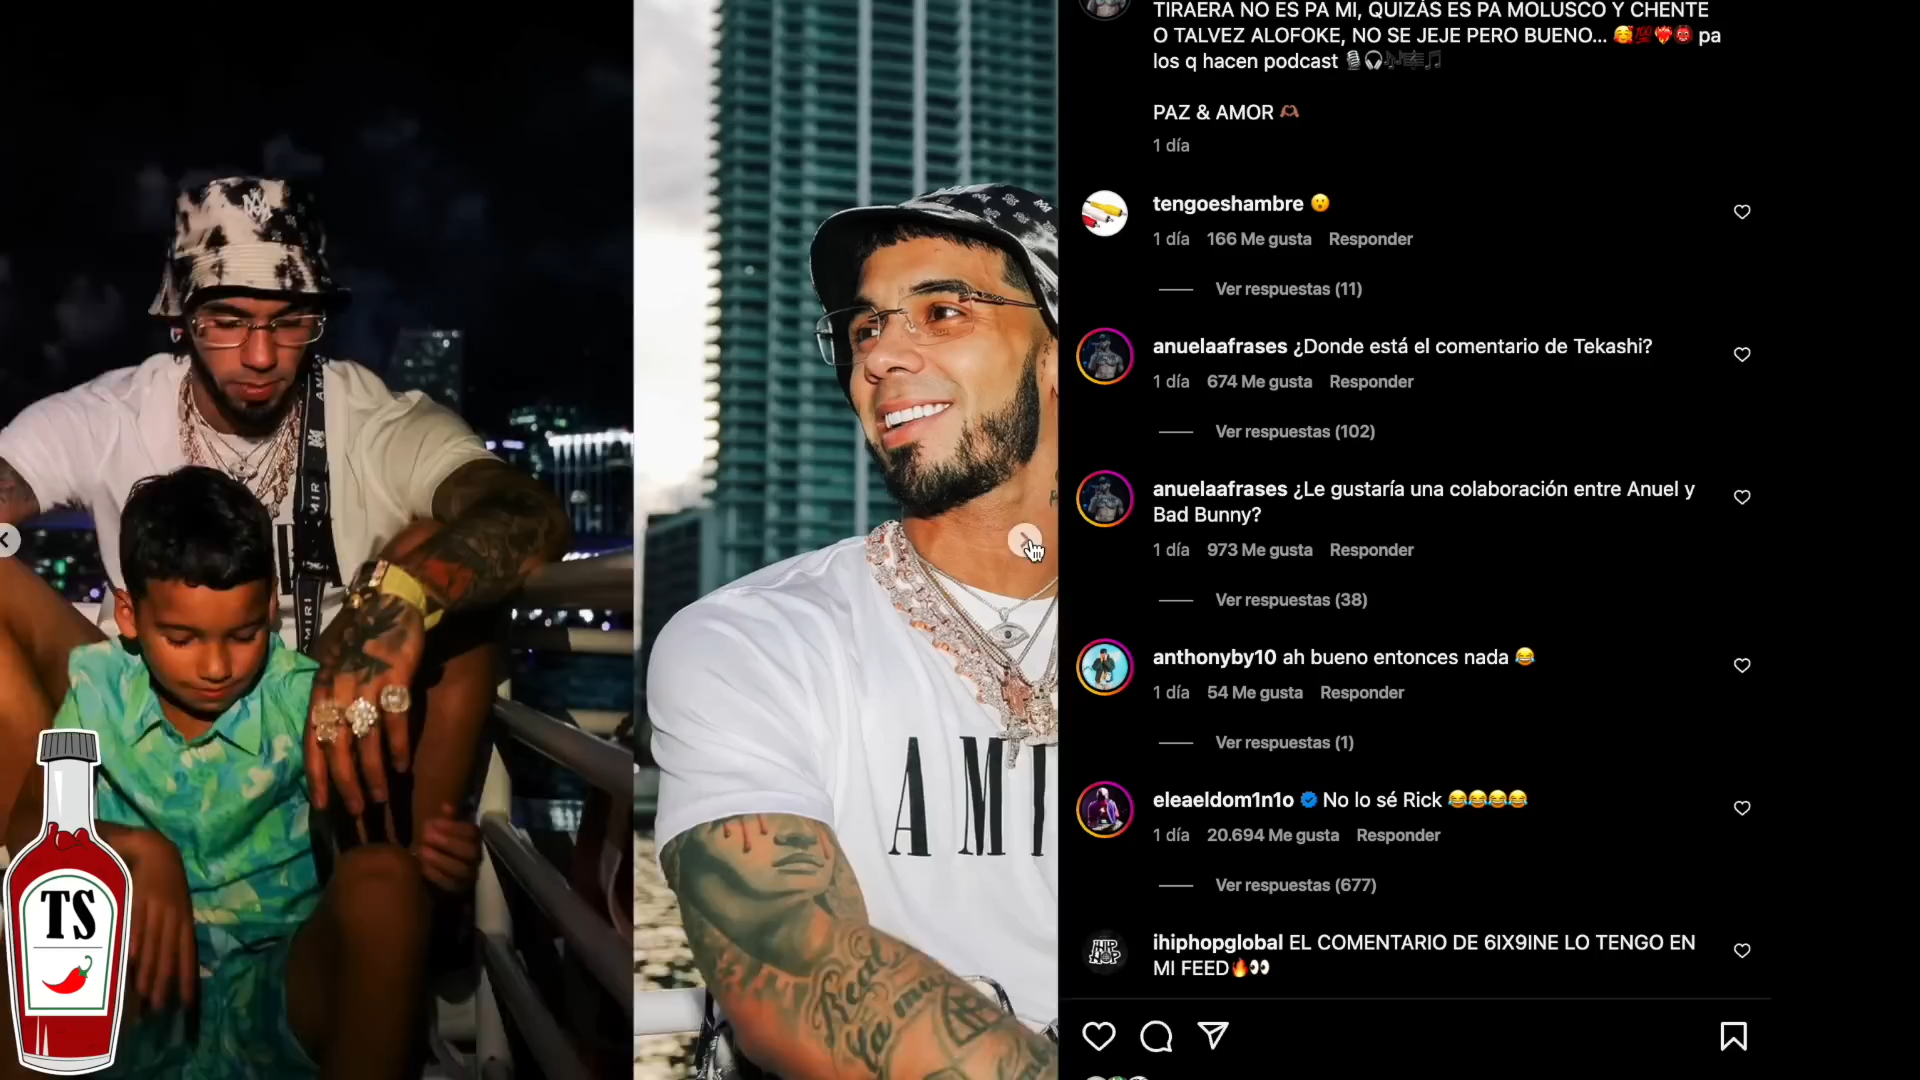 TIRAERA NO ES PA MI, QUIZÁS ES PA MOLUSCO Y CHENTE
O TALVEZ ALOFOKE, NO SE JEJE PERO BUENO... 🥰💯❤️‍🔥👹 pa
los q hacen podcast 🎙️🎧🎶🎼🎵
PAZ & AMOR 🫶🏾
1 día
tengoeshambre 😮
1 día 166 Me gusta Responder
Ver respuestas (11)
anuelaafrases ¿Donde está el comentario de Tekashi?
1 día 674 Me gusta Responder
Ver respuestas (102)
anuelaafrases ¿Le gustaría una colaboración entre Anuel y
Bad Bunny?
1 día 973 Me gusta Responder
Ver respuestas (38)
anthonyby10 ah bueno entonces nada 😂
1 día 54 Me gusta Responder
Ver respuestas (1)
eleaeldom1n1o No lo sé Rick 😂😂😂😂
1 día 20.694 Me gusta Responder
Ver respuestas (677)
ihiphopglobal EL COMENTARIO DE 6IX9INE LO TENGO EN
MI FEED🔥👀
HIP
HOP
AMIRI
AMI
Real
TS